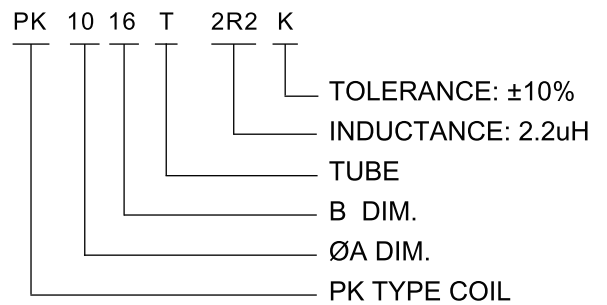 PK 10 16 T 2R2 K
TOLERANCE: ±10%
INDUCTANCE: 2.2uH
TUBE
B DIM.
ØA DIM.
PK TYPE COIL